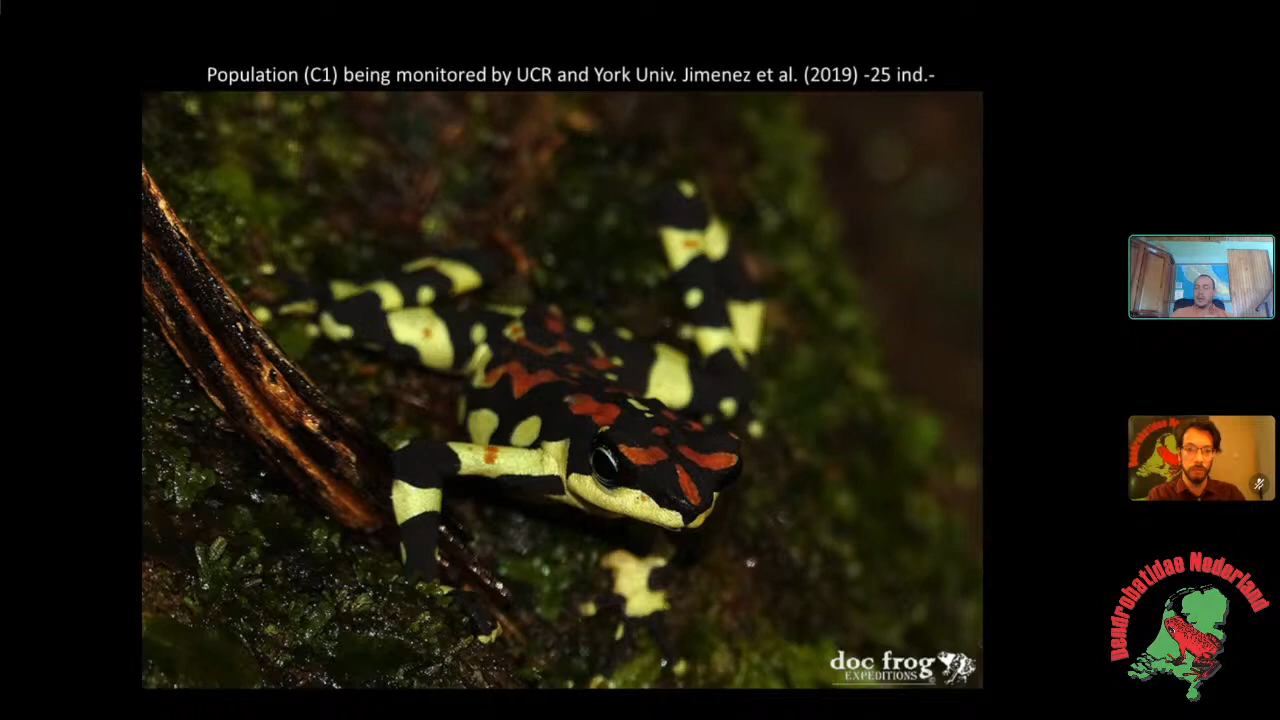 Population (C1) being monitored by UCR and York Univ. Jimenez et al. (2019) -25 ind.-
doc frog
EXPEDITIONS
Dendrobatidae Nederland